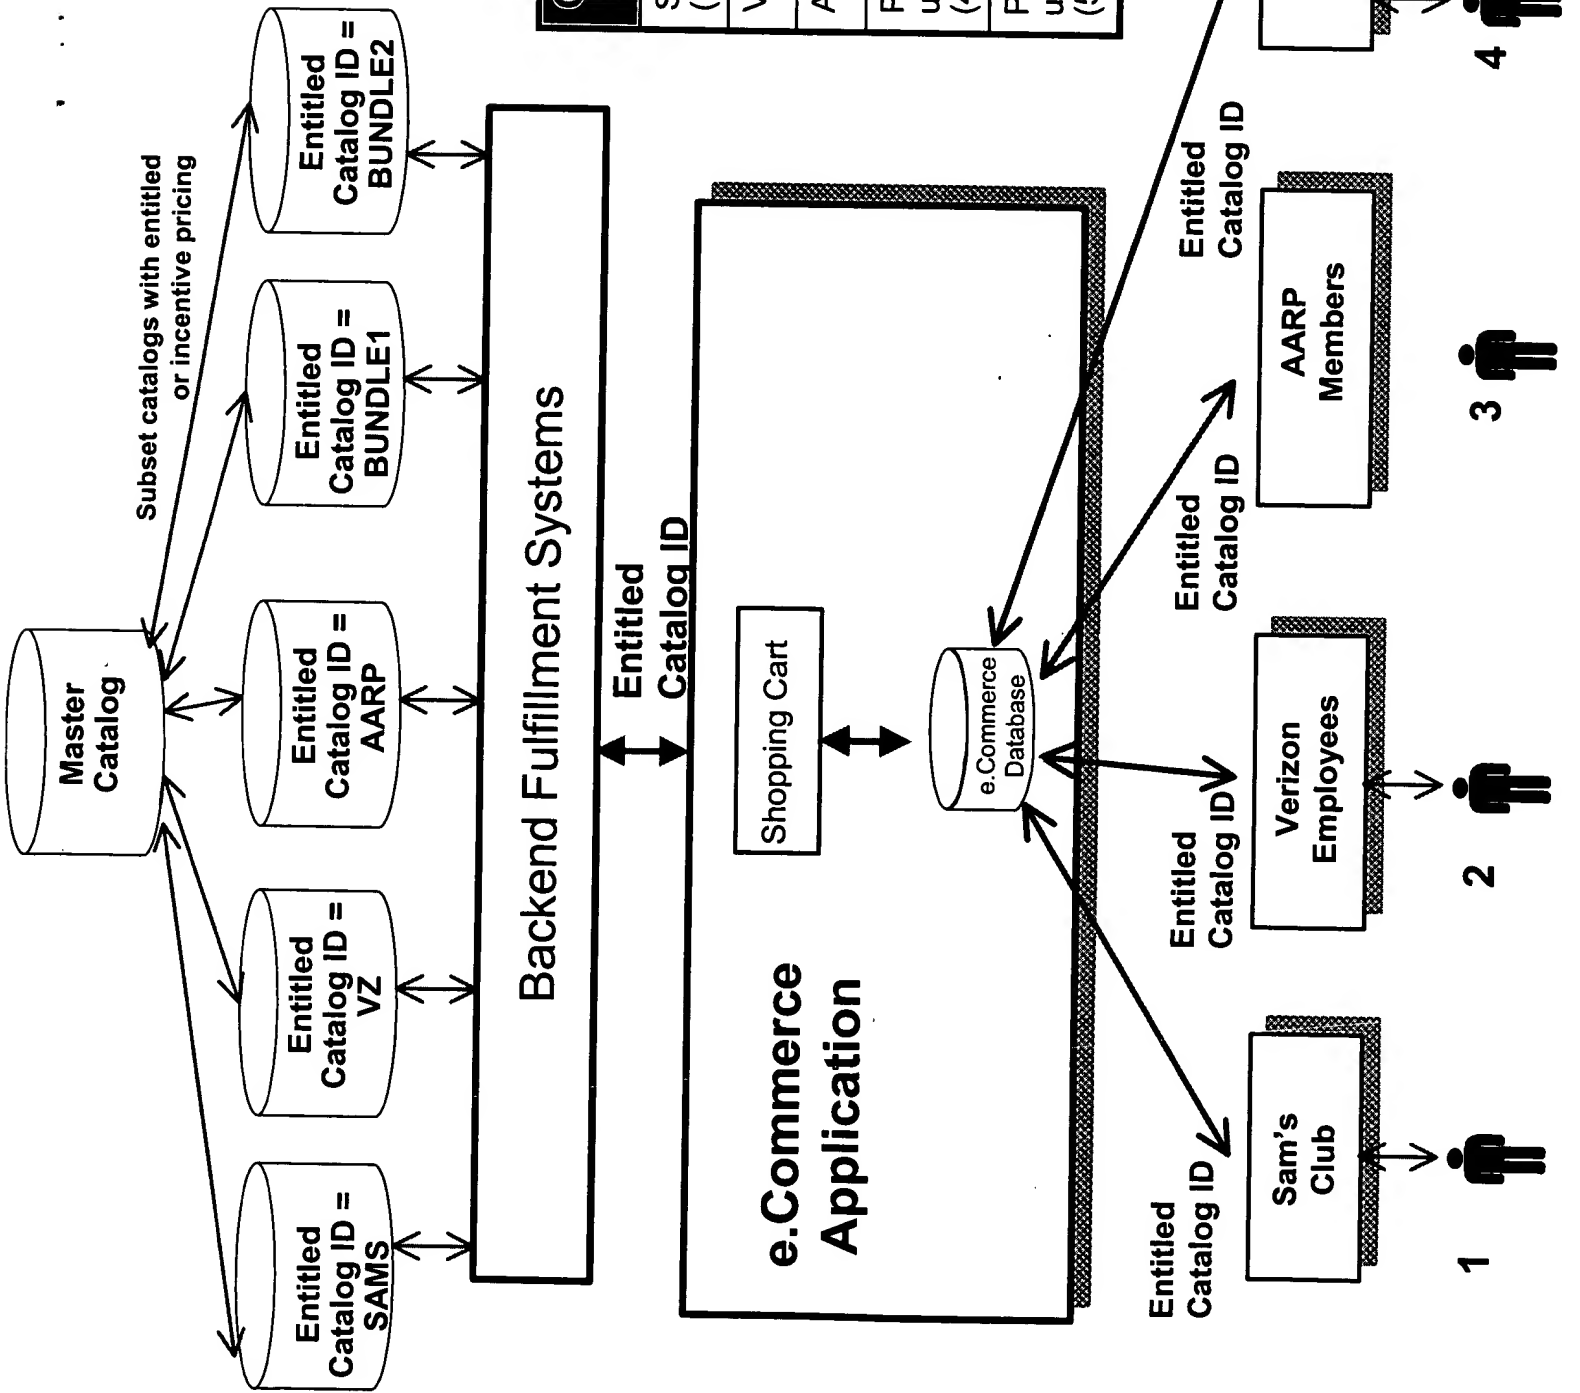 Master
Catalog
Subset catalogs with entitled
or incentive pricing
Entitled
Catalog ID =
SAMS
Entitled
Catalog ID =
VZ
Entitled
Catalog ID =
AARP
Entitled
Catalog ID =
BUNDLE1
Entitled
Catalog ID =
BUNDLE2
Backend Fulfillment Systems
Entitled
Catalog ID
e.Commerce
Application
Shopping Cart
e.Commerce
Database
Entitled
Catalog ID
Entitled
Catalog ID
Entitled
Catalog ID
Entitled
Catalog ID
Sam's
Club
Verizon
Employees
AARP
Members
1
2
3
4